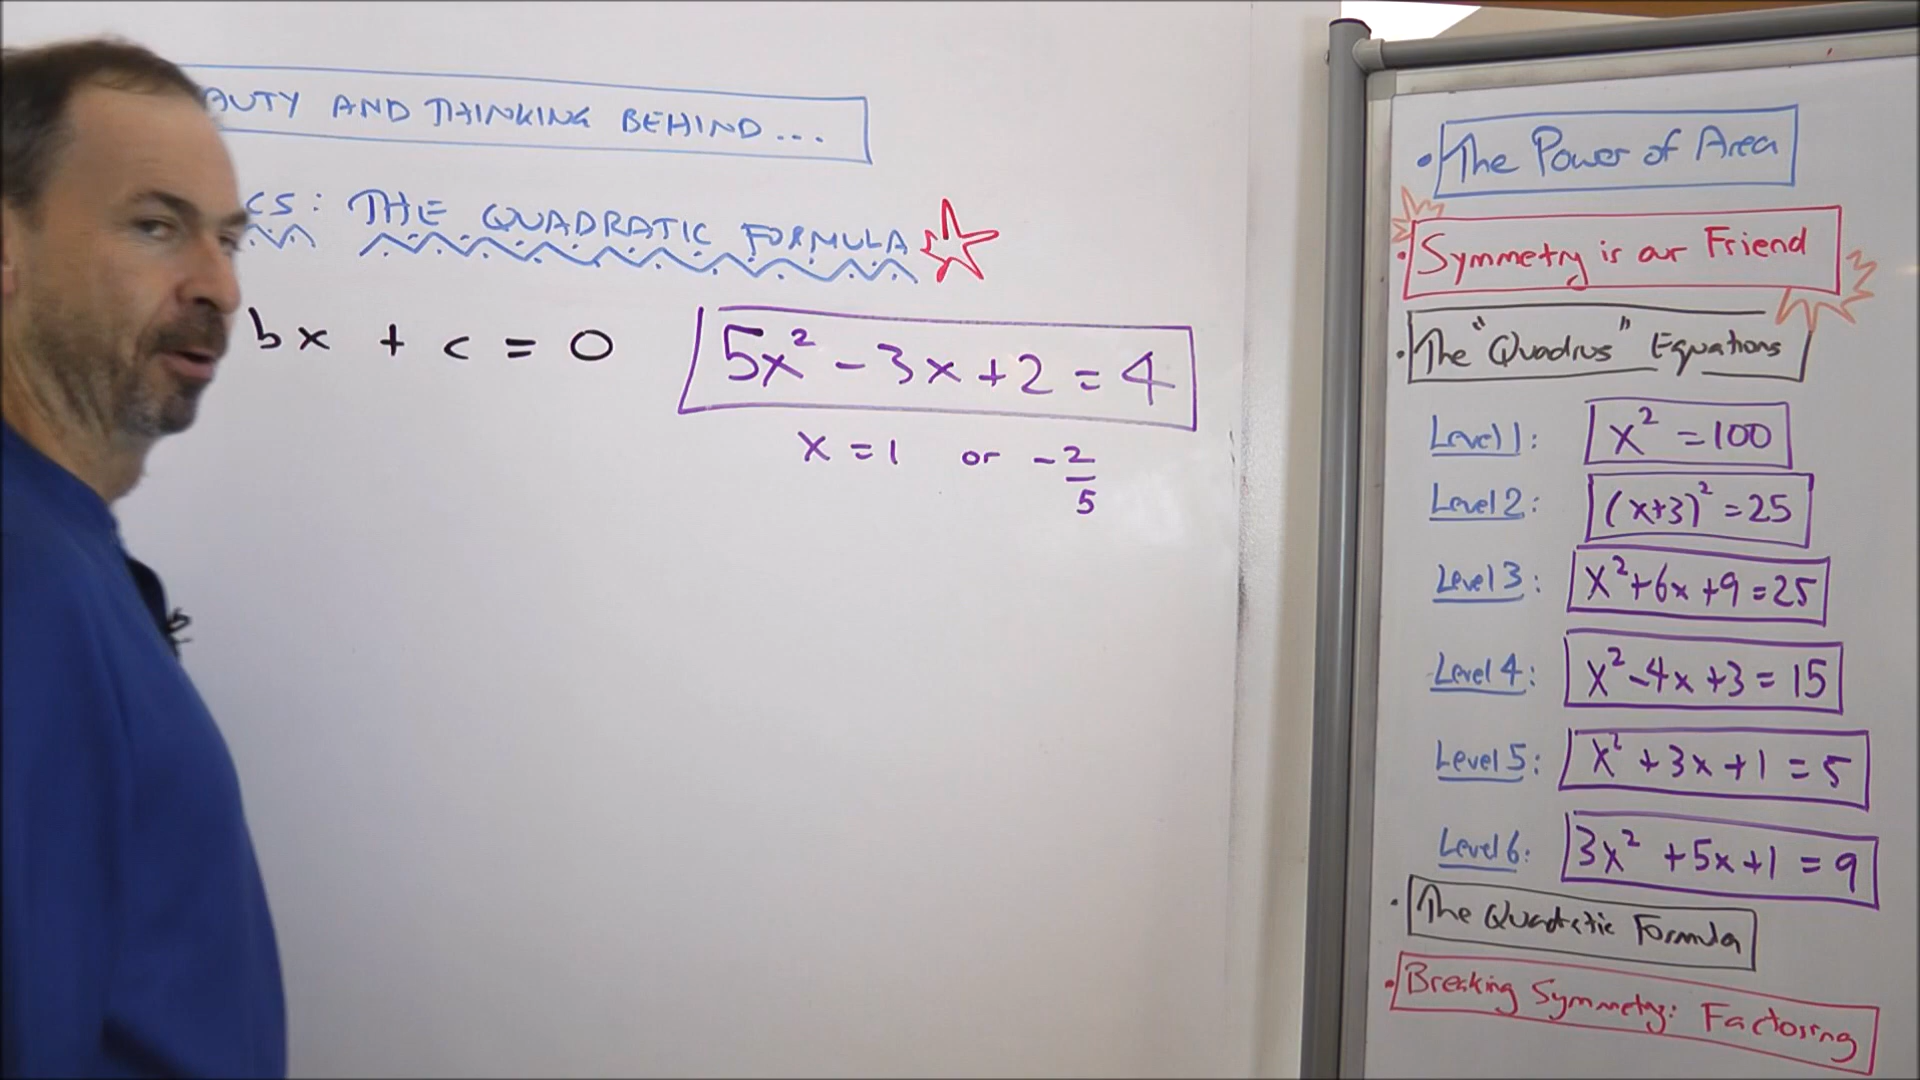 AUTY AND THINKING BEHIND...
CS: THE QUADRATIC FORMULA
bx + c = 0
5x² - 3x + 2 = 4
x = 1 or -2/5
• The Power of Area
• Symmetry is our Friend
• The "Quadrus" Equations
Level 1: x² = 100
Level 2: (x+3)² = 25
Level 3: x² + 6x + 9 = 25
Level 4: x² - 4x + 3 = 15
Level 5: x² + 3x + 1 = 5
Level 6: 3x² + 5x + 1 = 9
• The Quadratic Formula
• Breaking Symmetry: Factoring